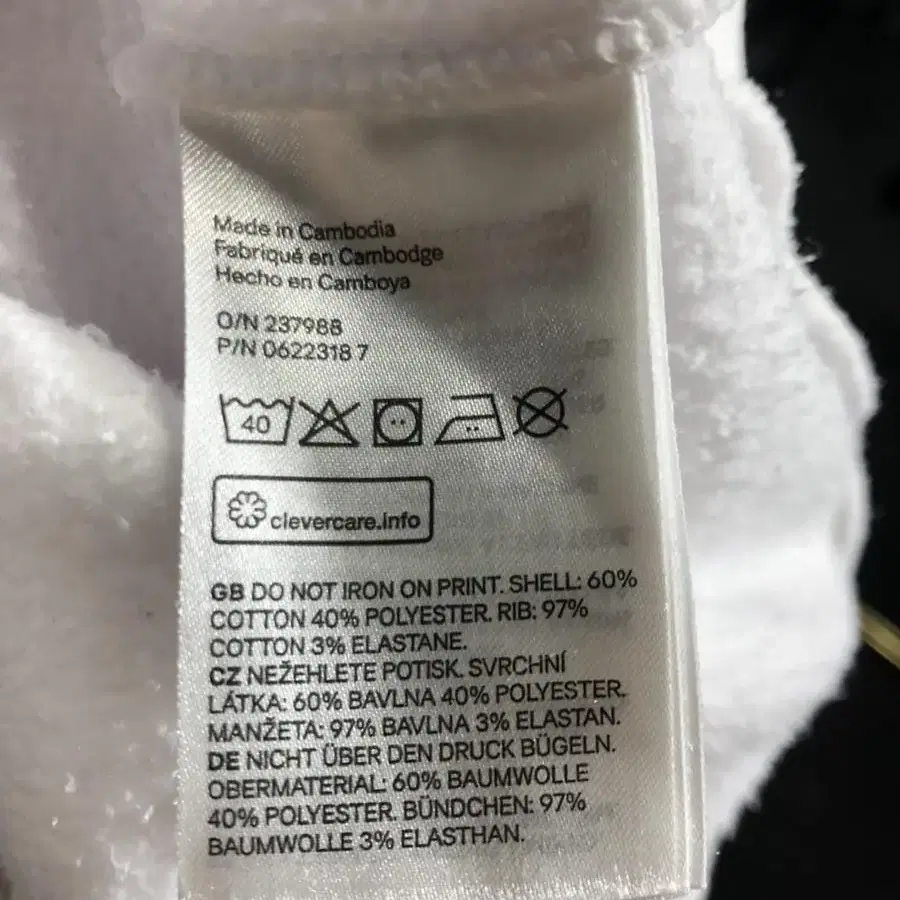 Made in Cambodia
Fabriqué en Cambodge
Hecho en Camboya
O/N 237988
P/N 0622318 7
40
clevercare.info
GB DO NOT IRON ON PRINT. SHELL: 60%
COTTON 40% POLYESTER. RIB: 97%
COTTON 3% ELASTANE.
CZ NEŽEHLETE POTISK. SVRCHNÍ
LÁTKA: 60% BAVLNA 40% POLYESTER.
MANŽETA: 97% BAVLNA 3% ELASTAN.
DE NICHT ÜBER DEN DRUCK BÜGELN.
OBERMATERIAL: 60% BAUMWOLLE
40% POLYESTER. BÜNDCHEN: 97%
BAUMWOLLE 3% ELASTHAN.